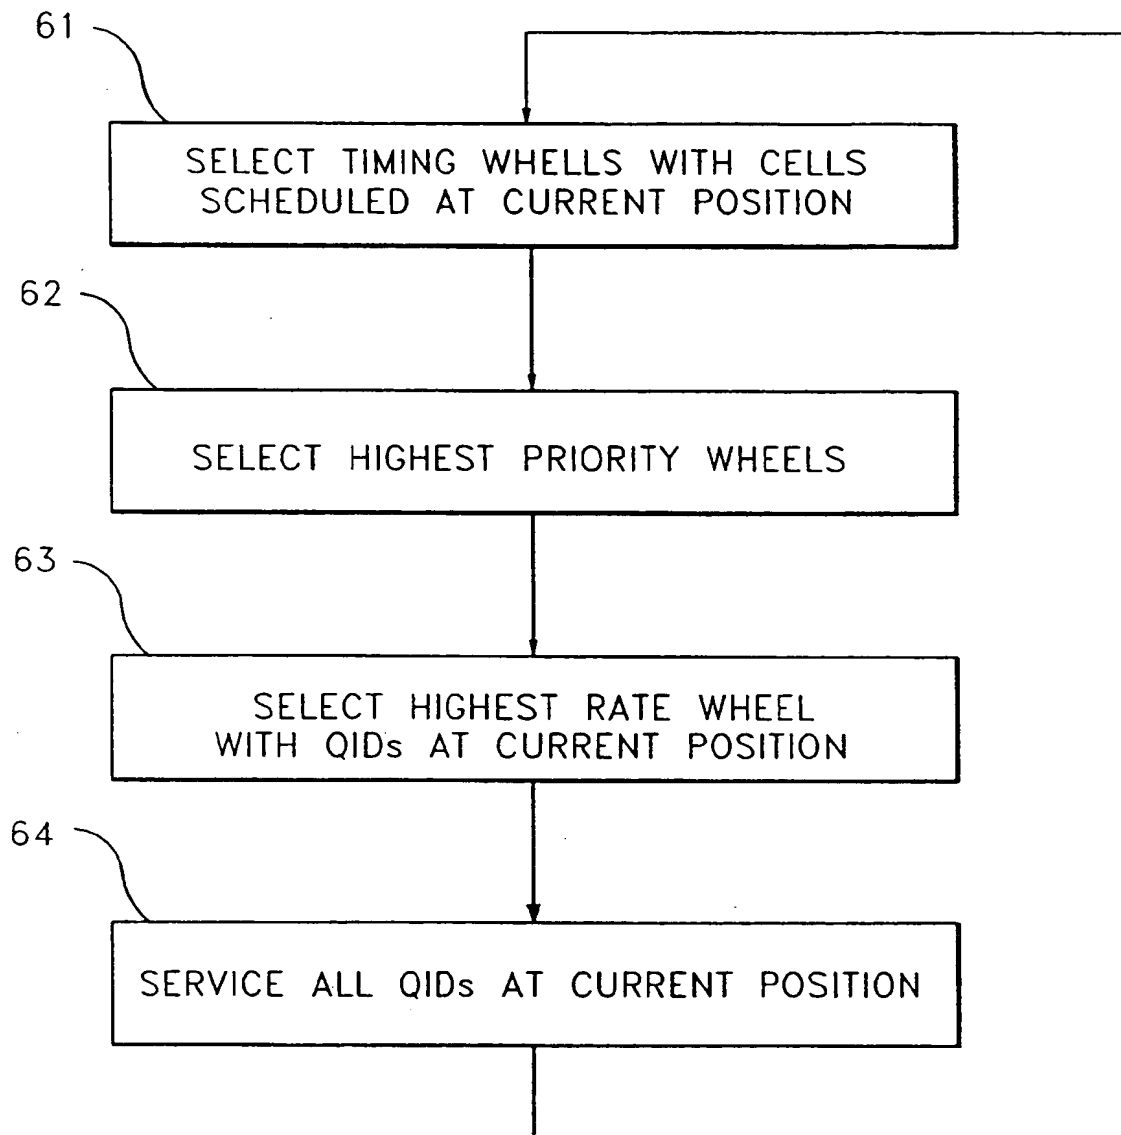 61
SELECT TIMING WHELLS WITH CELLS
SCHEDULED AT CURRENT POSITION
62
SELECT HIGHEST PRIORITY WHEELS
63
SELECT HIGHEST RATE WHEEL
WITH QIDs AT CURRENT POSITION
64
SERVICE ALL QIDs AT CURRENT POSITION